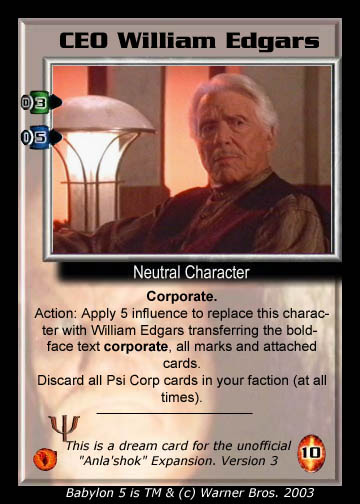 CEO William Edgars
0 3
0 5
Neutral Character
Corporate.
Action: Apply 5 influence to replace this charac-
ter with William Edgars transferring the bold-
face text corporate, all marks and attached
cards.
Discard all Psi Corp cards in your faction (at all
times).
This is a dream card for the unofficial
"Anla'shok" Expansion. Version 3
10
Babylon 5 is TM & (c) Warner Bros. 2003